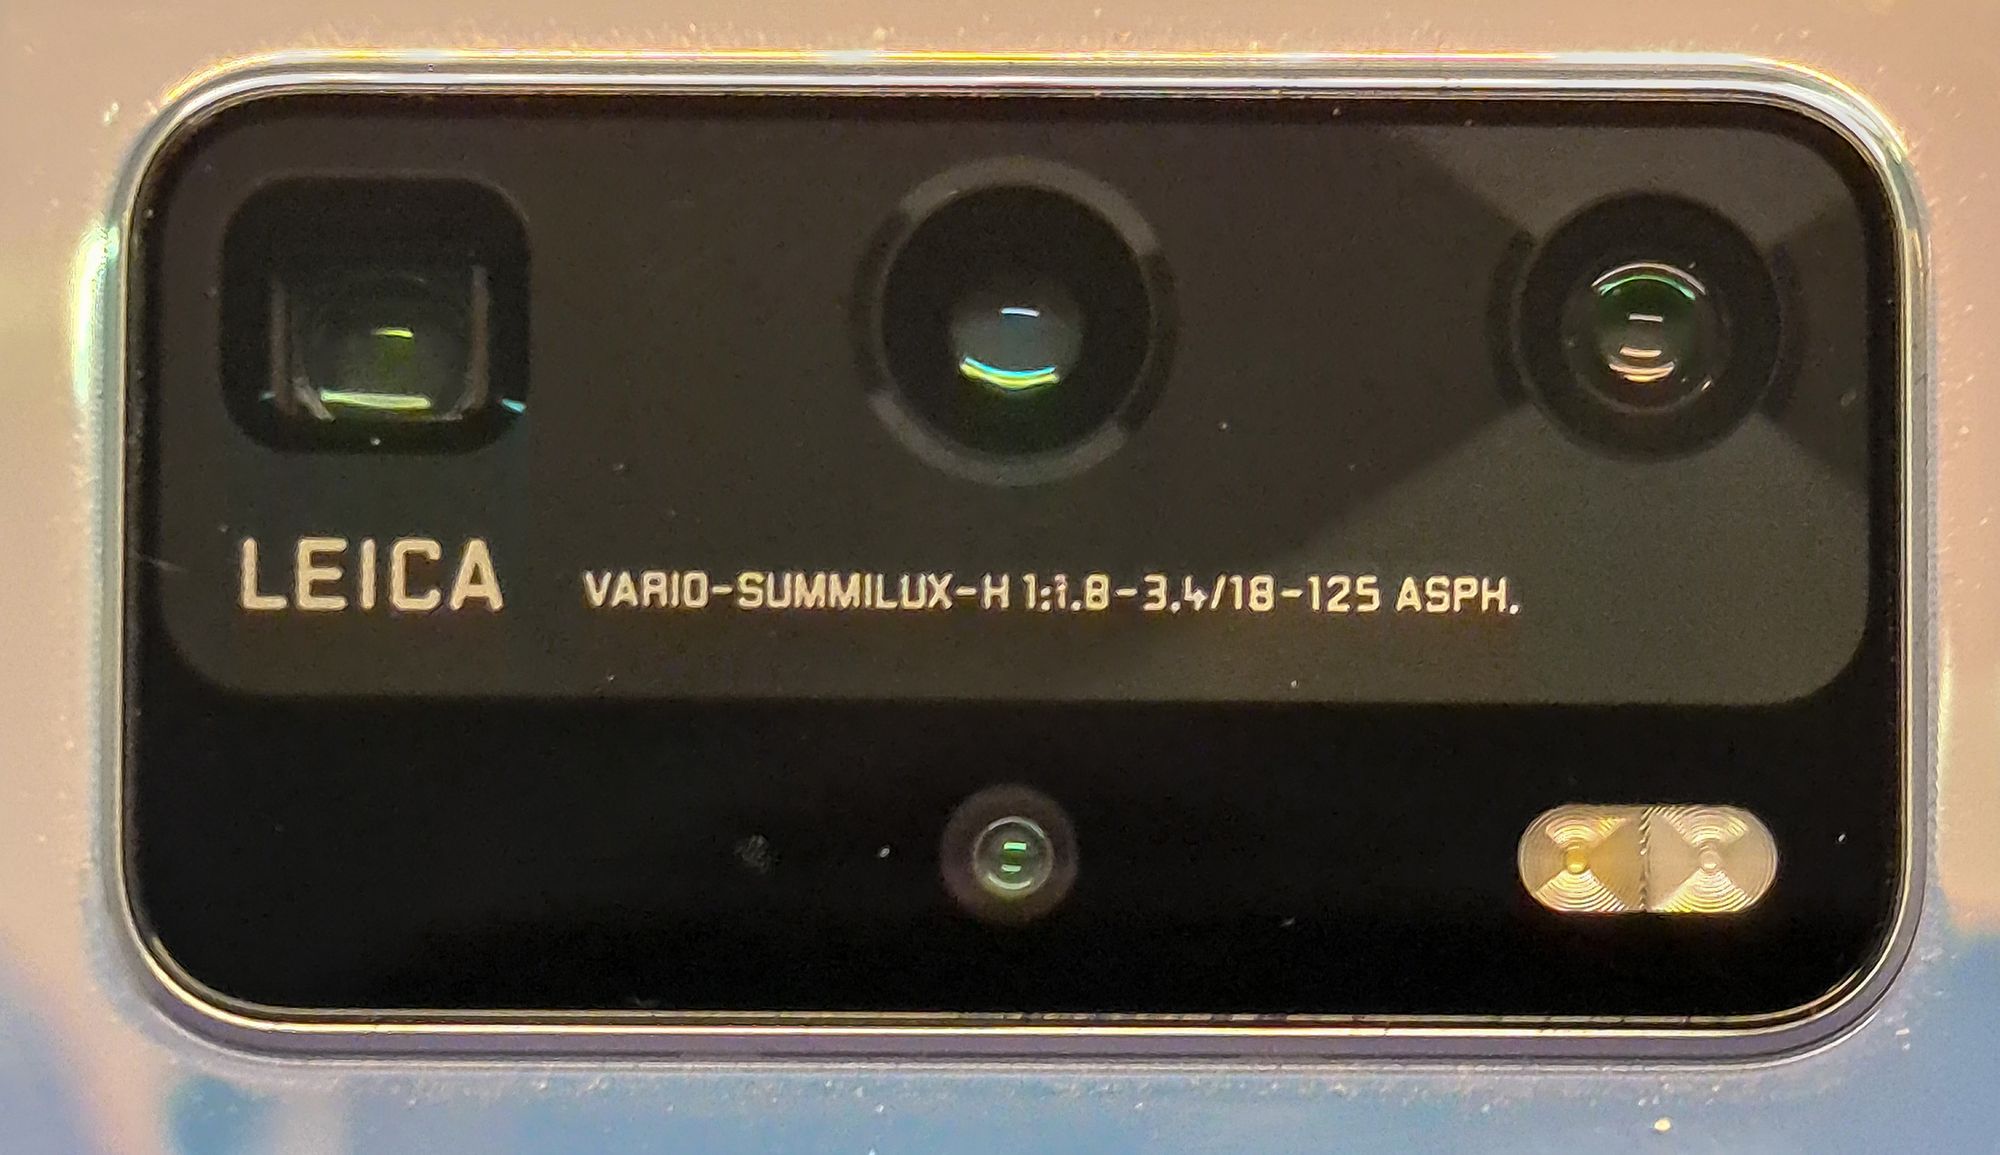 LEICA VARIO-SUMMILUX-H 1:1.8-3.4/18-125 ASPH.